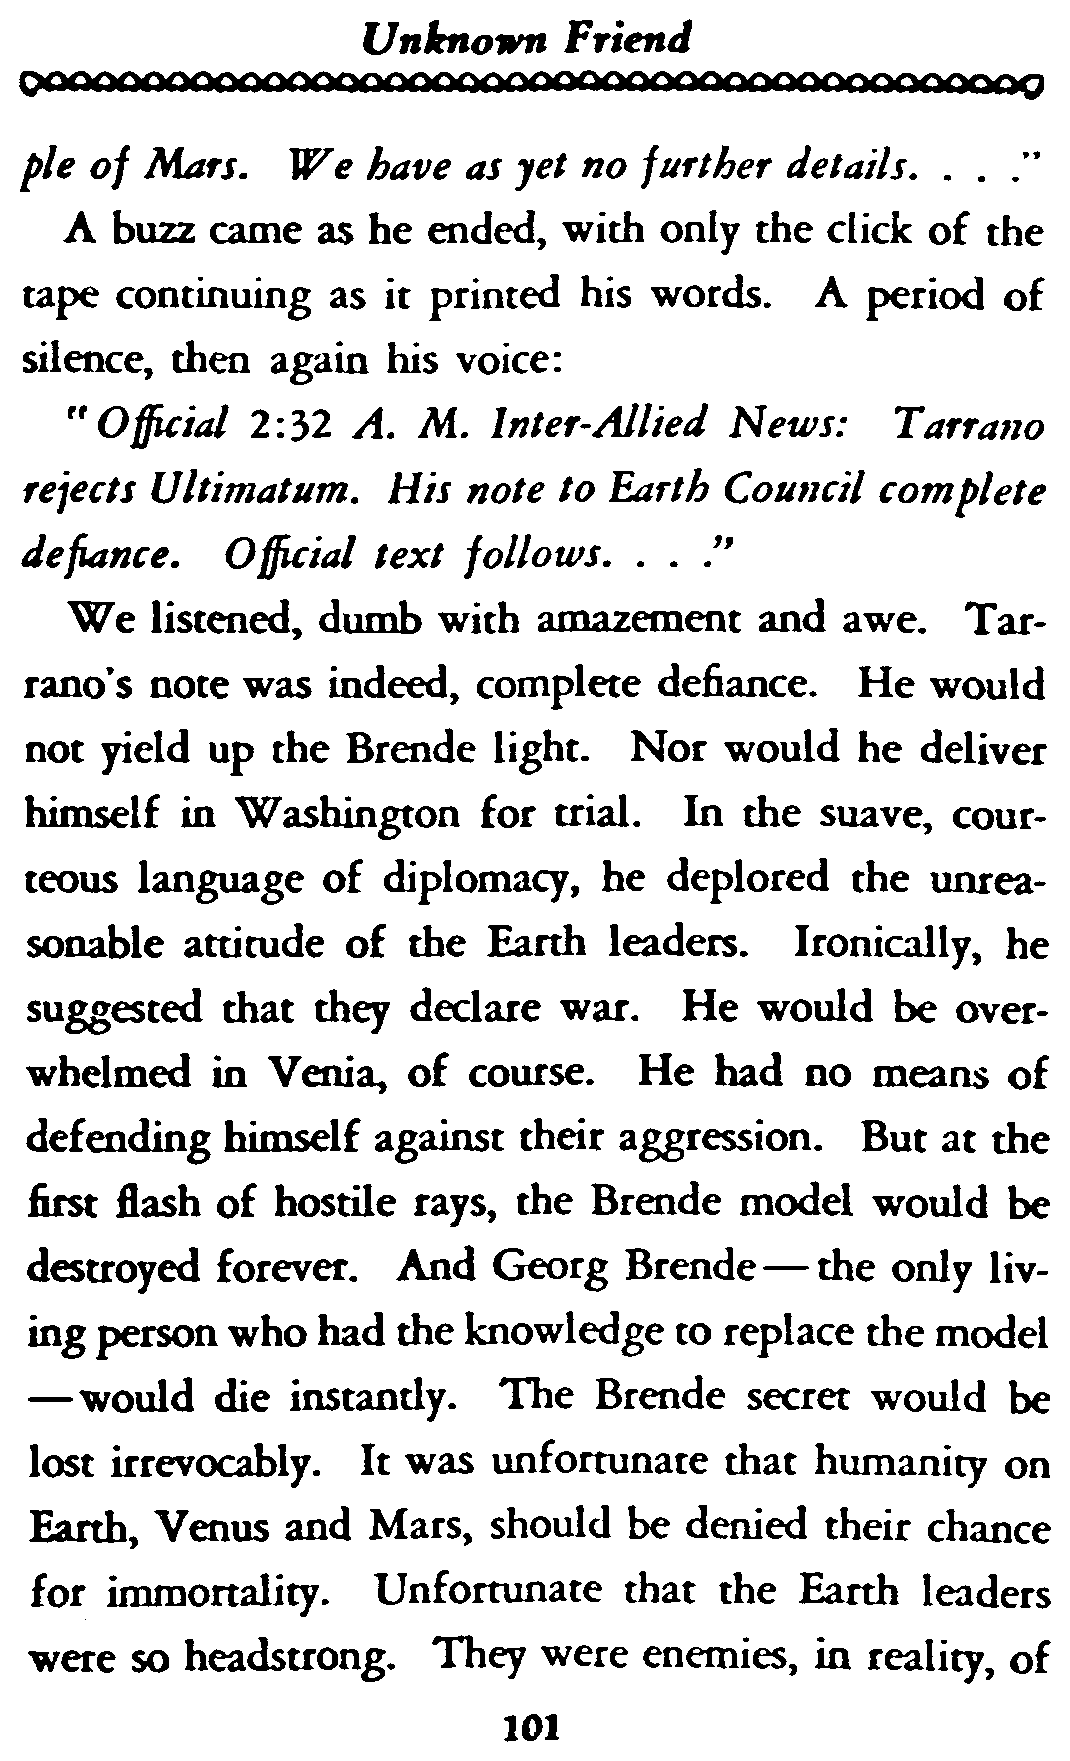 Unknown Friend
ple of Mars. We have as yet no further details. . . ."
A buzz came as he ended, with only the click of the
tape continuing as it printed his words. A period of
silence, then again his voice:
"Official 2:32 A. M. Inter-Allied News: Tarrano
rejects Ultimatum. His note to Earth Council complete
defiance. Official text follows. . . ."
We listened, dumb with amazement and awe. Tar-
rano's note was indeed, complete defiance. He would
not yield up the Brende light. Nor would he deliver
himself in Washington for trial. In the suave, cour-
teous language of diplomacy, he deplored the unrea-
sonable attitude of the Earth leaders. Ironically, he
suggested that they declare war. He would be over-
whelmed in Venia, of course. He had no means of
defending himself against their aggression. But at the
first flash of hostile rays, the Brende model would be
destroyed forever. And Georg Brende—the only liv-
ing person who had the knowledge to replace the model
—would die instantly. The Brende secret would be
lost irrevocably. It was unfortunate that humanity on
Earth, Venus and Mars, should be denied their chance
for immortality. Unfortunate that the Earth leaders
were so headstrong. They were enemies, in reality, of
101